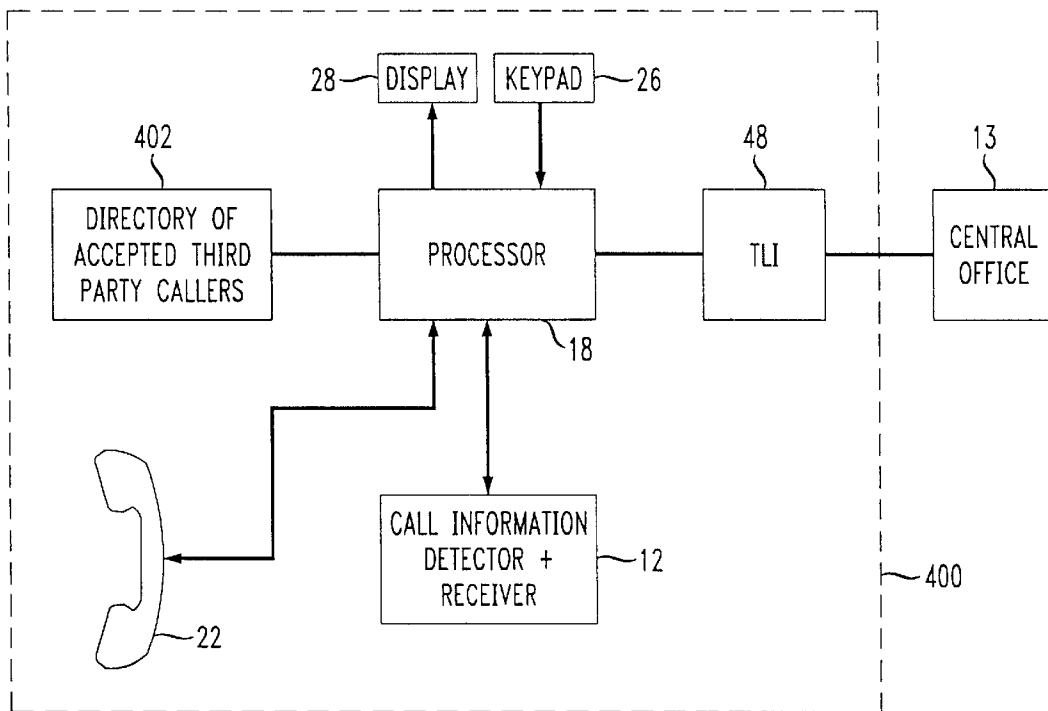 28
DISPLAY
KEYPAD
26
402
48
13
DIRECTORY OF
ACCEPTED THIRD
PARTY CALLERS
PROCESSOR
TLI
CENTRAL
OFFICE
18
CALL INFORMATION
DETECTOR +
RECEIVER
12
400
22